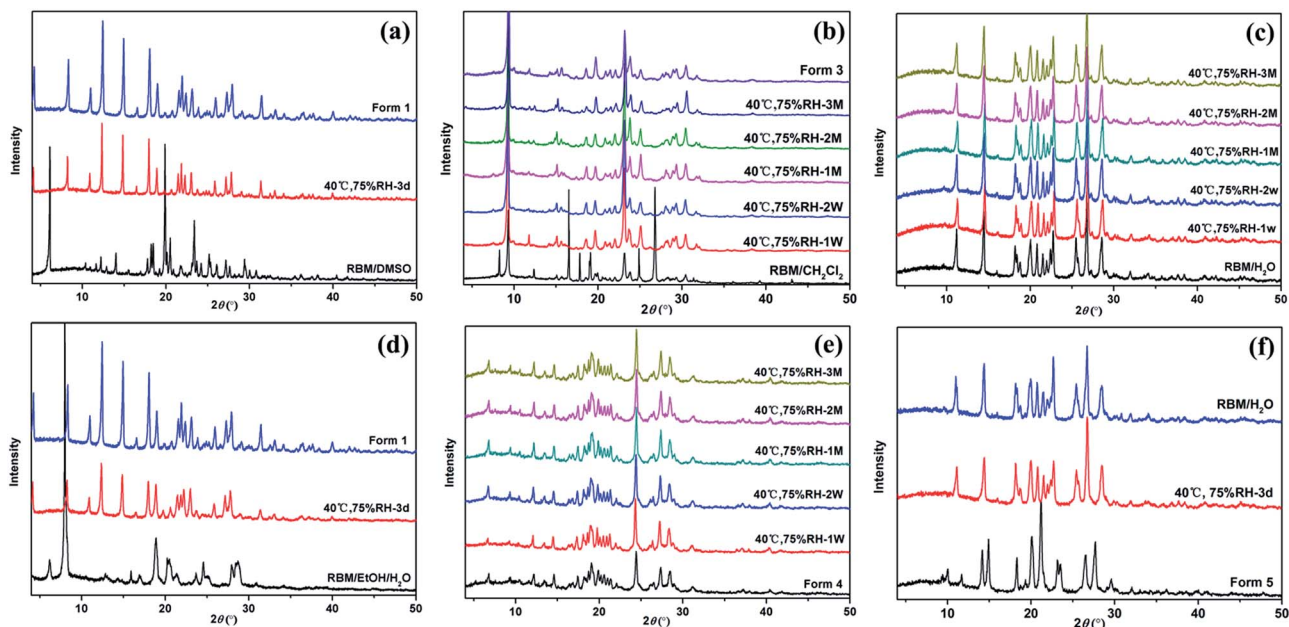 (a)
Intensity
Form 1
40℃,75%RH-3d
RBM/DMSO
10 20 30 40 50
2θ(°)
(b)
Intensity
Form 3
40℃,75%RH-3M
40℃,75%RH-2M
40℃,75%RH-1M
40℃,75%RH-2W
40℃,75%RH-1W
RBM/CH₂Cl₂
10 20 30 40 50
2θ(°)
(c)
Intensity
40℃,75%RH-3M
40℃,75%RH-2M
40℃,75%RH-1M
40℃,75%RH-2w
40℃,75%RH-1w
RBM/H₂O
10 20 30 40 50
2θ(°)
(d)
Intensity
Form 1
40℃,75%RH-3d
RBM/EtOH/H₂O
10 20 30 40 50
2θ(°)
(e)
Intensity
40℃,75%RH-3M
40℃,75%RH-2M
40℃,75%RH-1M
40℃,75%RH-2W
40℃,75%RH-1W
Form 4
10 20 30 40 50
2θ(°)
(f)
Intensity
RBM/H₂O
40℃, 75%RH-3d
Form 5
10 20 30 40 50
2θ(°)